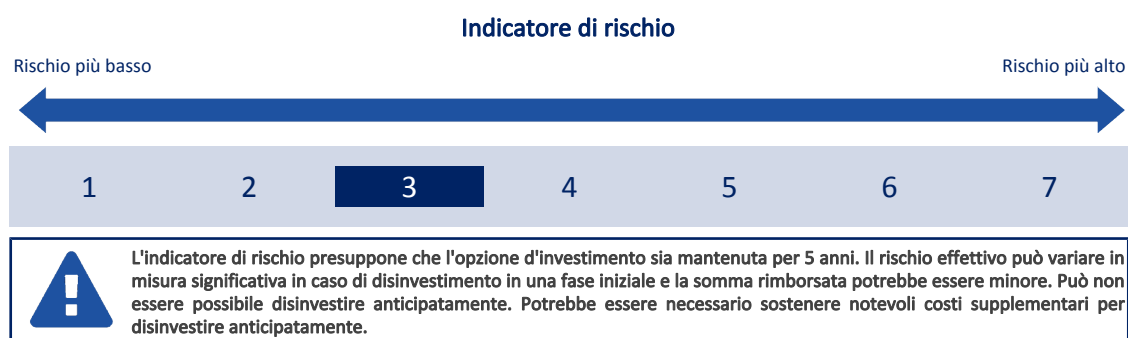 Indicatore di rischio
Rischio più basso
Rischio più alto
1 2 3 4 5 6 7
L'indicatore di rischio presuppone che l'opzione d'investimento sia mantenuta per 5 anni. Il rischio effettivo può variare in
misura significativa in caso di disinvestimento in una fase iniziale e la somma rimborsata potrebbe essere minore. Può non
essere possibile disinvestire anticipatamente. Potrebbe essere necessario sostenere notevoli costi supplementari per
disinvestire anticipatamente.